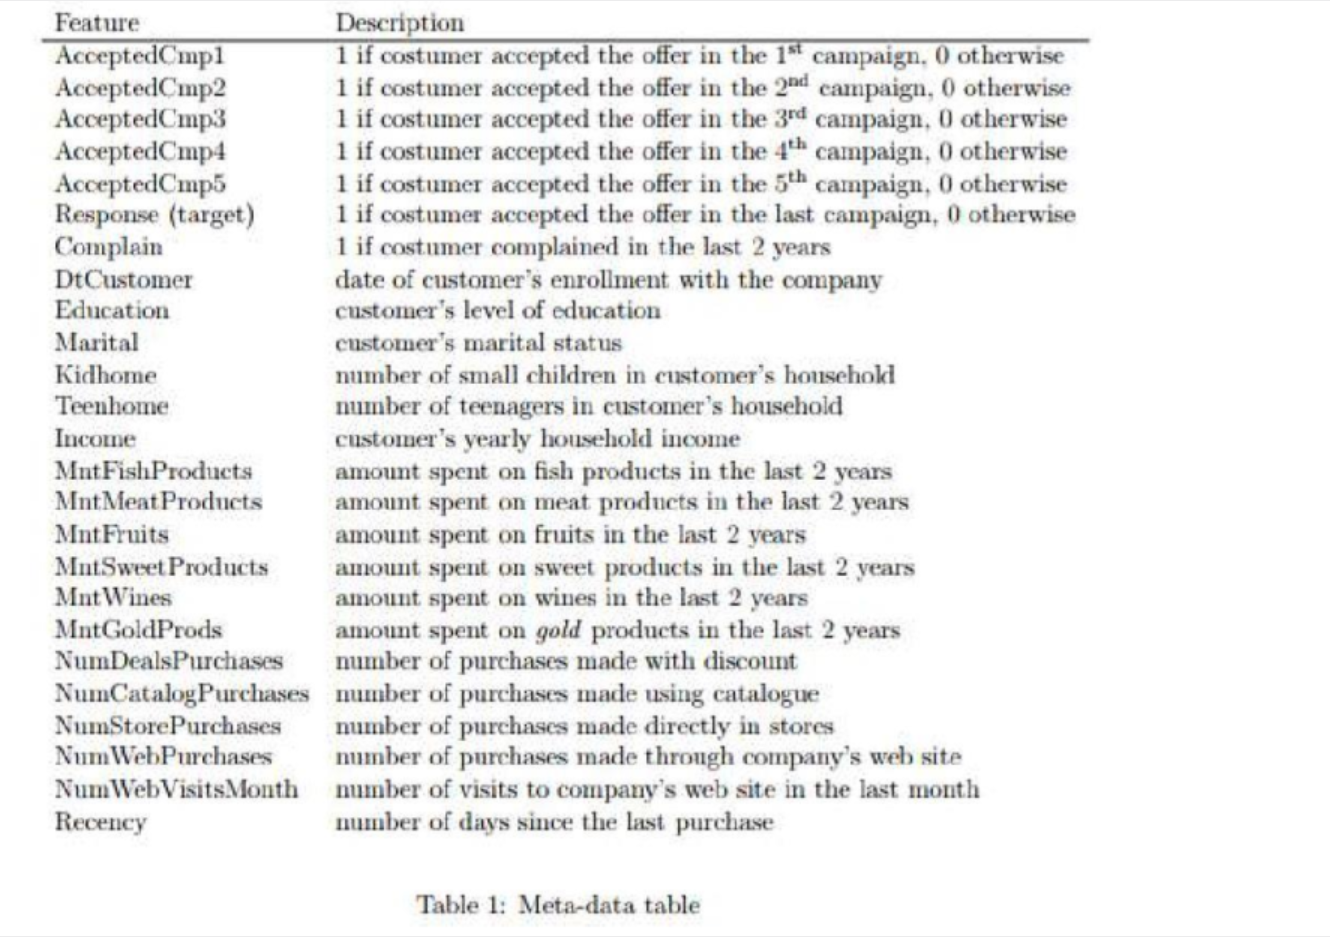 Feature Description
AcceptedCmp1 1 if costumer accepted the offer in the 1st campaign, 0 otherwise
AcceptedCmp2 1 if costumer accepted the offer in the 2nd campaign, 0 otherwise
AcceptedCmp3 1 if costumer accepted the offer in the 3rd campaign, 0 otherwise
AcceptedCmp4 1 if costumer accepted the offer in the 4th campaign, 0 otherwise
AcceptedCmp5 1 if costumer accepted the offer in the 5th campaign, 0 otherwise
Response (target) 1 if costumer accepted the offer in the last campaign, 0 otherwise
Complain 1 if costumer complained in the last 2 years
DtCustomer date of customer's enrollment with the company
Education customer's level of education
Marital customer's marital status
Kidhome number of small children in customer's household
Teenhome number of teenagers in customer's household
Income customer's yearly household income
MntFishProducts amount spent on fish products in the last 2 years
MntMeatProducts amount spent on meat products in the last 2 years
MntFruits amount spent on fruits in the last 2 years
MntSweetProducts amount spent on sweet products in the last 2 years
MntWines amount spent on wines in the last 2 years
MntGoldProds amount spent on gold products in the last 2 years
NumDealsPurchases number of purchases made with discount
NumCatalogPurchases number of purchases made using catalogue
NumStorePurchases number of purchases made directly in stores
NumWebPurchases number of purchases made through company's web site
NumWebVisitsMonth number of visits to company's web site in the last month
Recency number of days since the last purchase
Table 1: Meta-data table